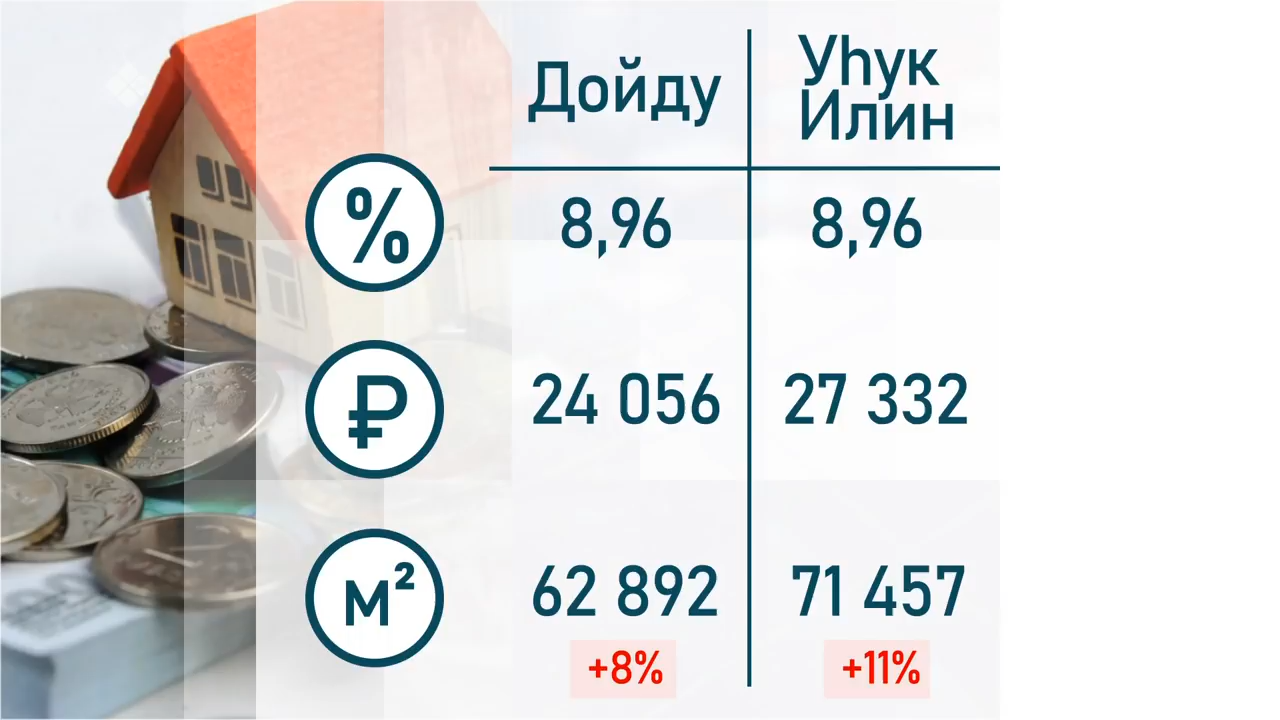 Дойду
Уһук
Илин
%
8,96
8,96
₽
24 056
27 332
м²
62 892
71 457
+8%
+11%